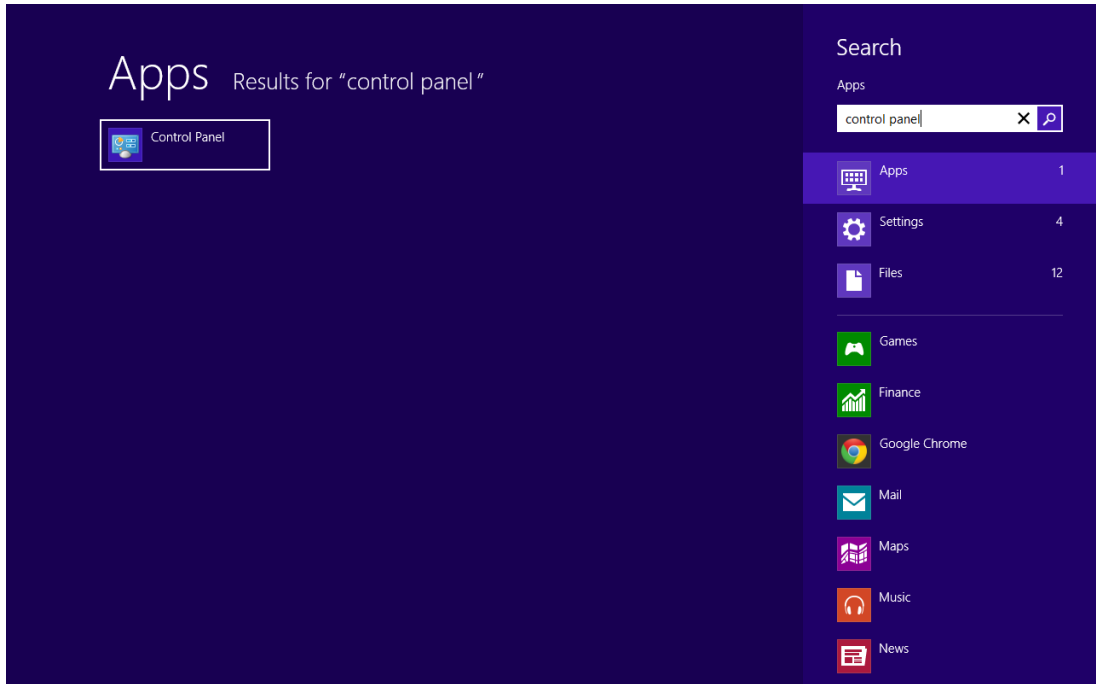 Apps Results for “control panel”
Control Panel
Search
Apps
control panel
Apps 1
Settings 4
Files 12
Games
Finance
Google Chrome
Mail
Maps
Music
News